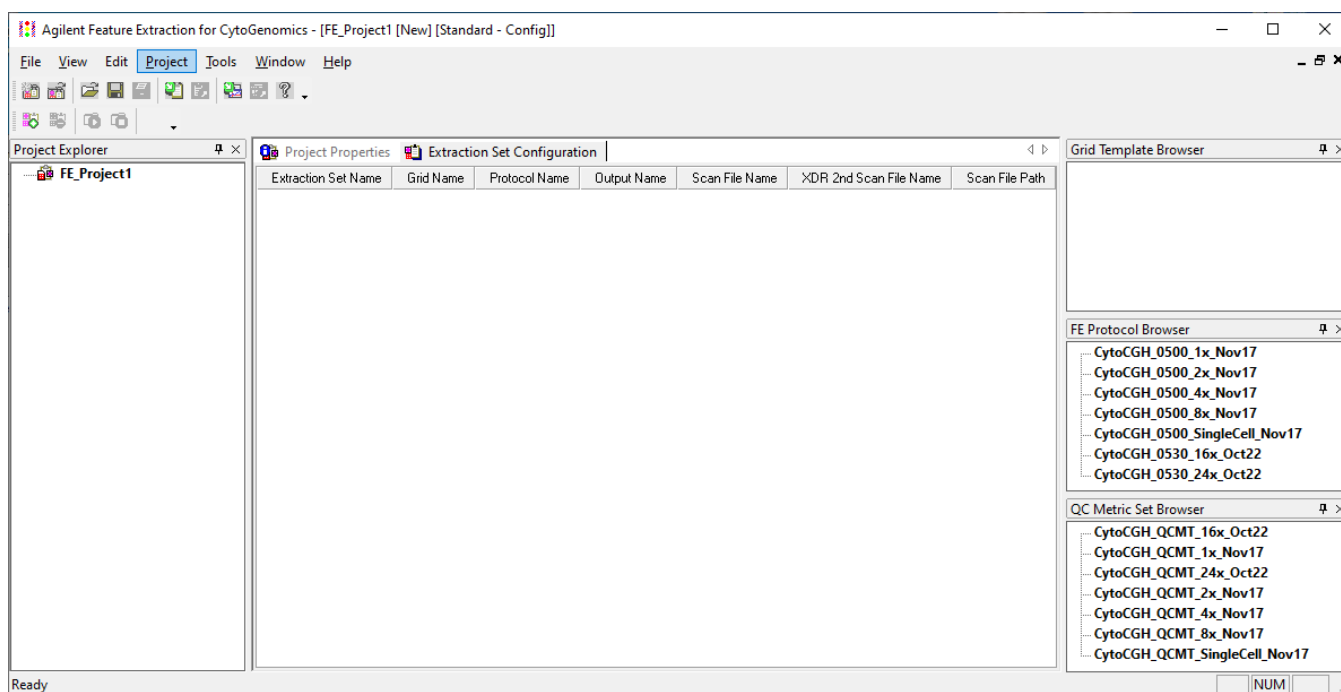 Agilent Feature Extraction for CytoGenomics - [FE_Project1 [New] [Standard - Config]]
File View Edit Project Tools Window Help
Project Explorer
FE_Project1
Project Properties Extraction Set Configuration
Extraction Set Name Grid Name Protocol Name Output Name Scan File Name XDR 2nd Scan File Name Scan File Path
Grid Template Browser
FE Protocol Browser
CytoCGH_0500_1x_Nov17
CytoCGH_0500_2x_Nov17
CytoCGH_0500_4x_Nov17
CytoCGH_0500_8x_Nov17
CytoCGH_0500_SingleCell_Nov17
CytoCGH_0530_16x_Oct22
CytoCGH_0530_24x_Oct22
QC Metric Set Browser
CytoCGH_QCMT_16x_Oct22
CytoCGH_QCMT_1x_Nov17
CytoCGH_QCMT_24x_Oct22
CytoCGH_QCMT_2x_Nov17
CytoCGH_QCMT_4x_Nov17
CytoCGH_QCMT_8x_Nov17
CytoCGH_QCMT_SingleCell_Nov17
Ready NUM